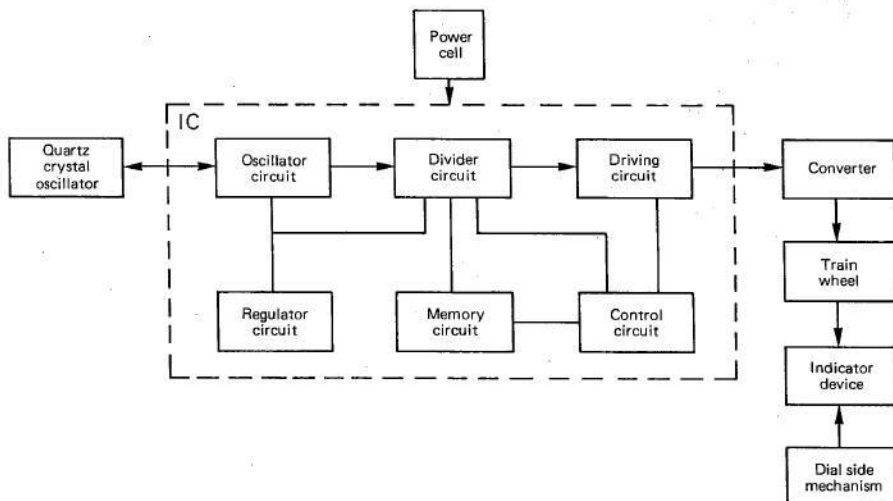 Power
cell
IC
Quartz
crystal
oscillator
Oscillator
circuit
Divider
circuit
Driving
circuit
Converter
Regulator
circuit
Memory
circuit
Control
circuit
Train
wheel
Indicator
device
Dial side
mechanism